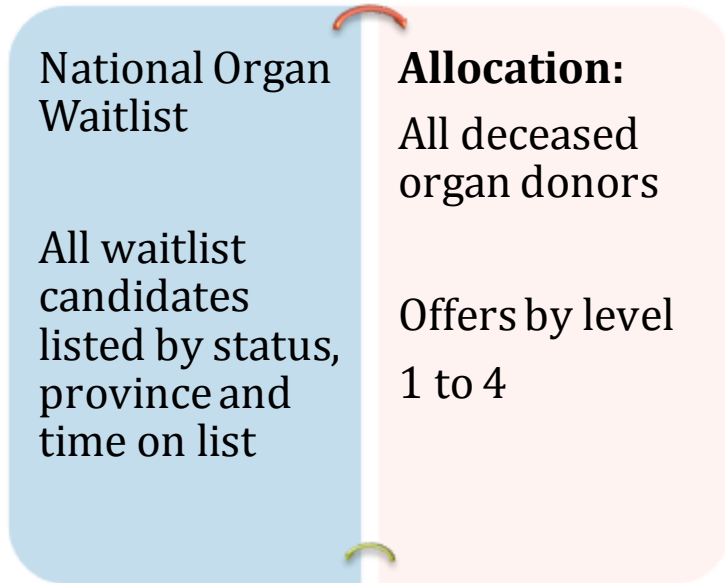 National Organ
Waitlist
All waitlist
candidates
listed by status,
province and
time on list
Allocation:
All deceased
organ donors
Offers by level
1 to 4